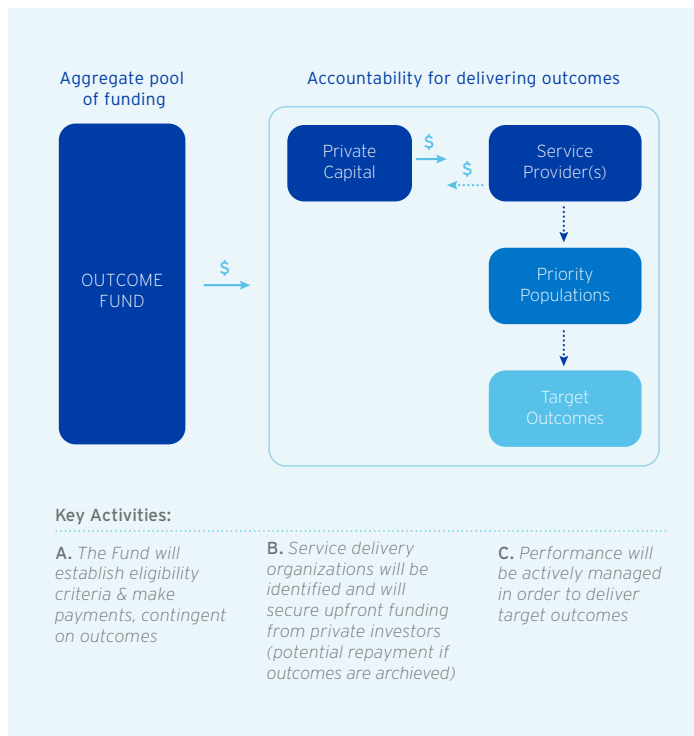 Aggregate pool
of funding
Accountability for delivering outcomes
OUTCOME
FUND
$
Private
Capital
$
$
Service
Provider(s)
Priority
Populations
Target
Outcomes
Key Activities:
A. The Fund will
establish eligibility
criteria & make
payments, contingent
on outcomes
B. Service delivery
organizations will be
identified and will
secure upfront funding
from private investors
(potential repayment if
outcomes are archieved)
C. Performance will
be actively managed
in order to deliver
target outcomes